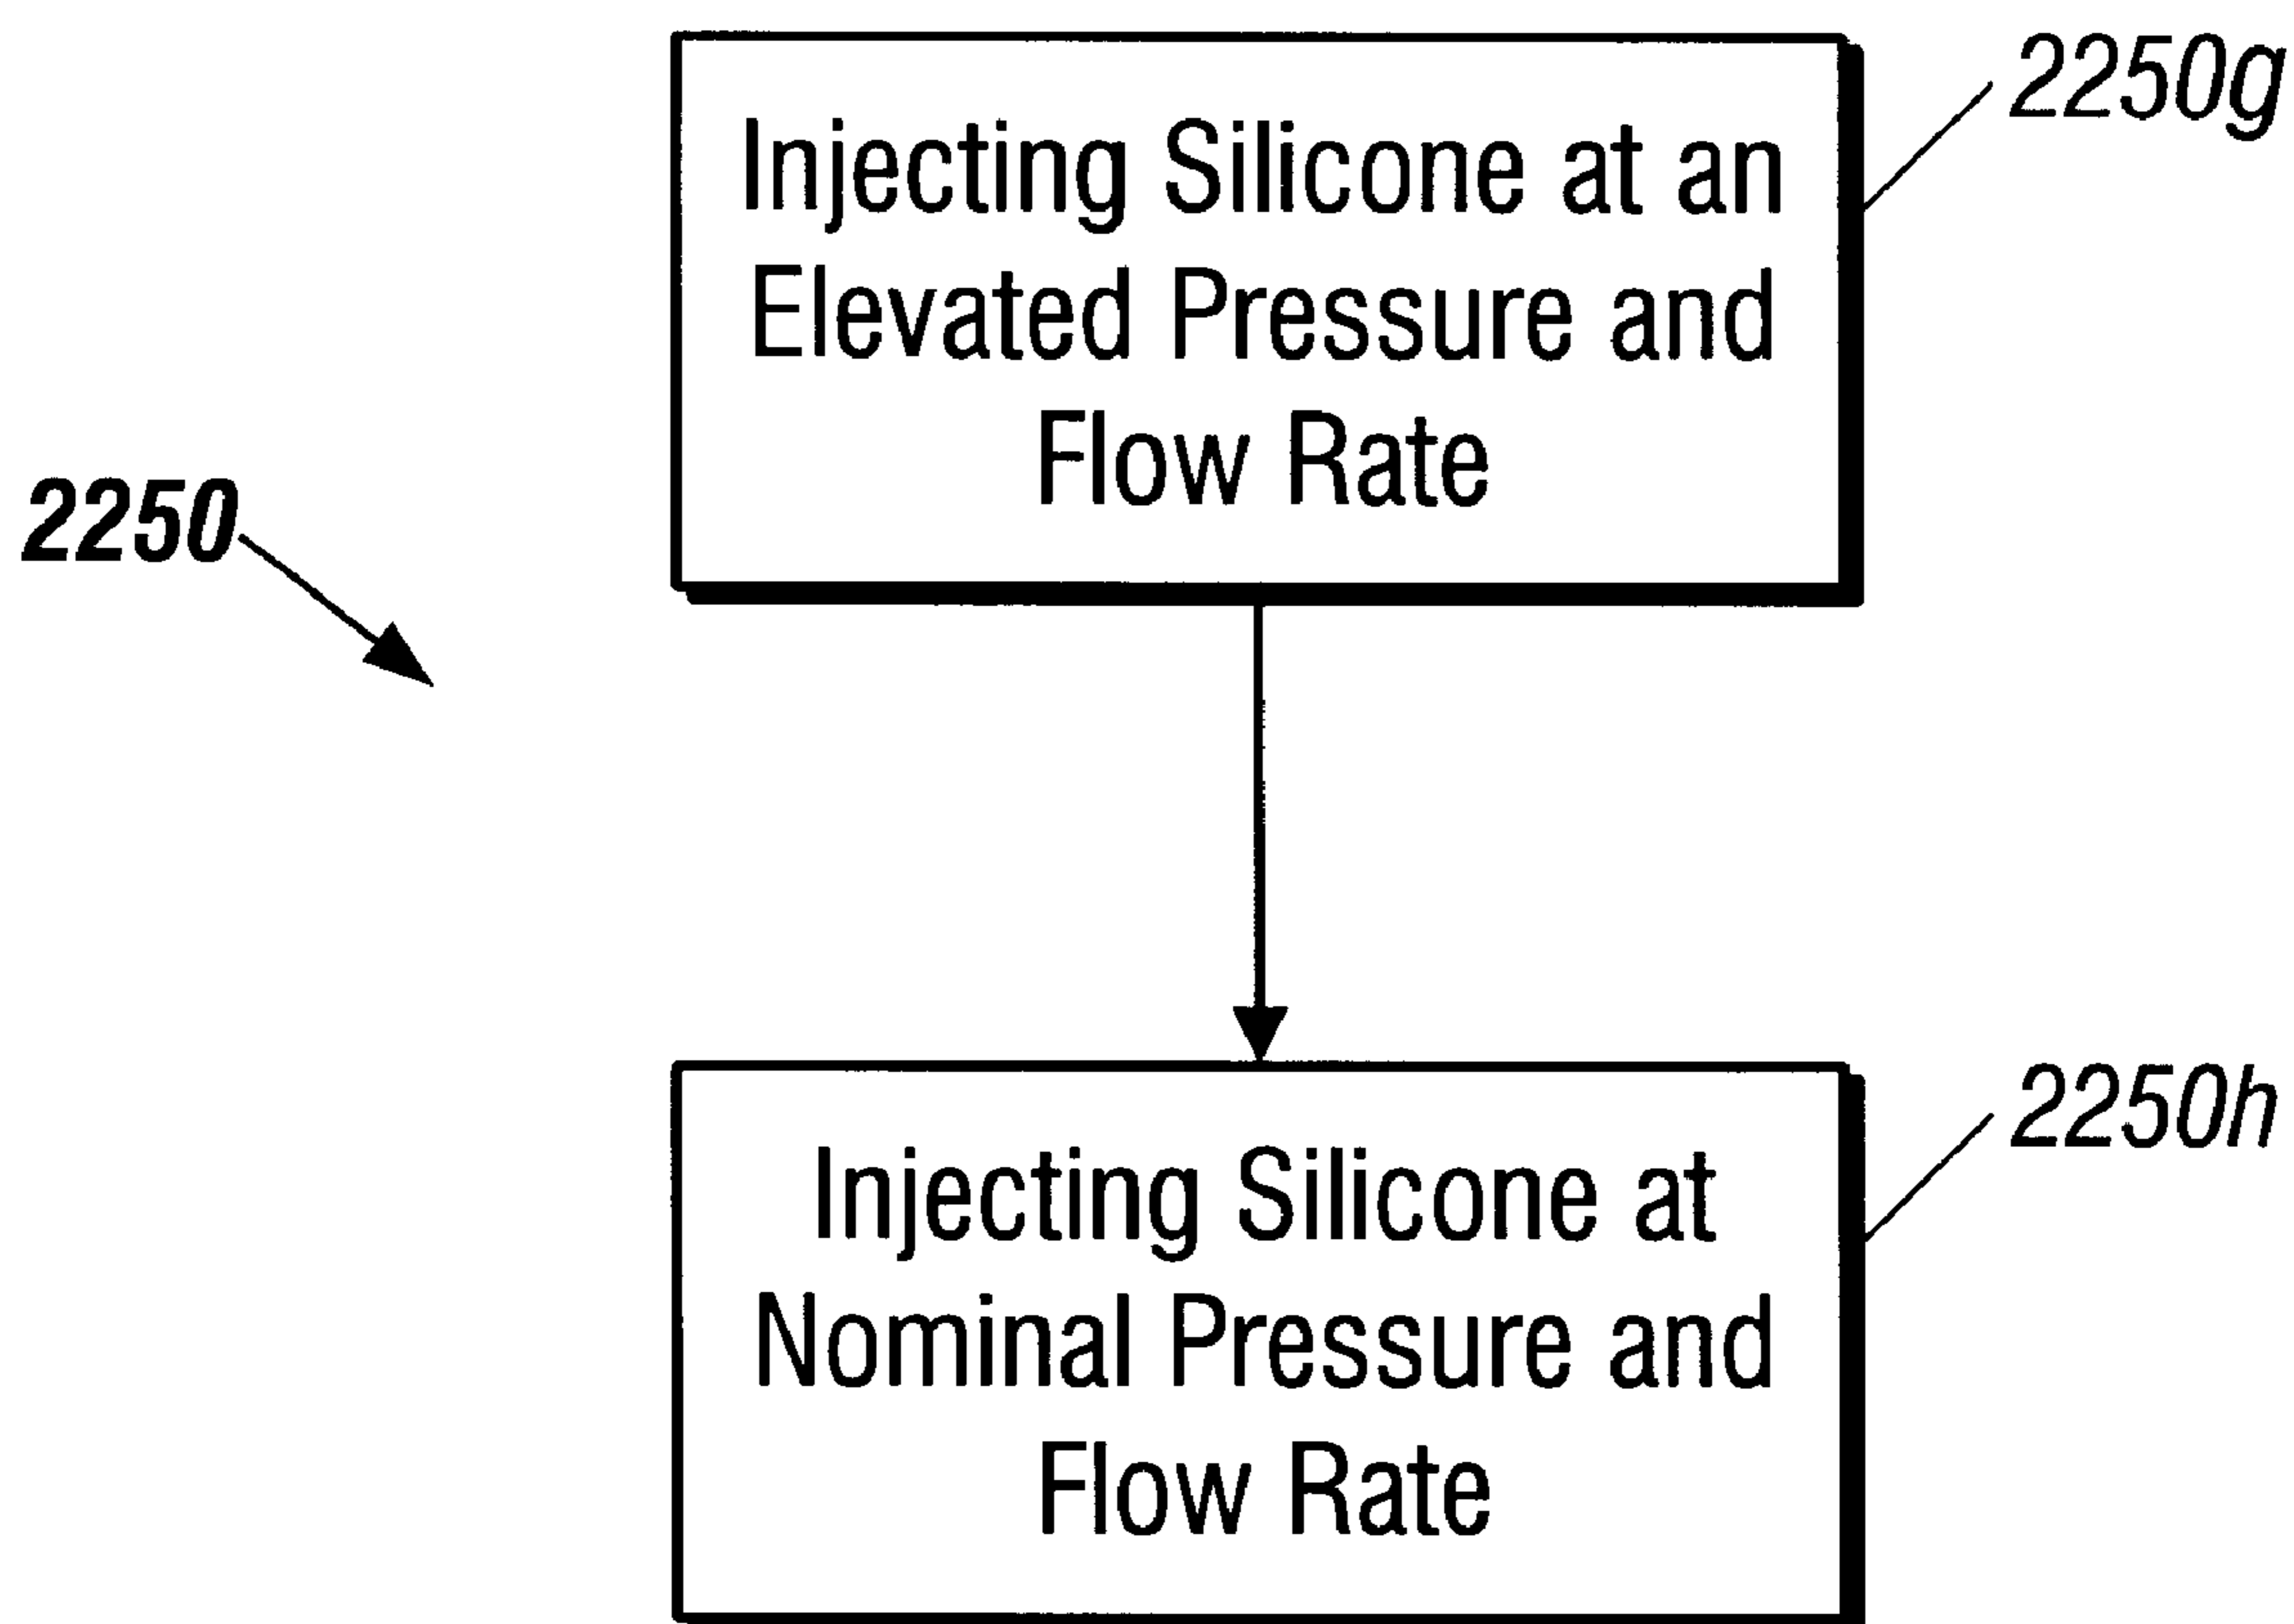 Injecting Silicone at an
Elevated Pressure and
Flow Rate
2250g
2250
Injecting Silicone at
Nominal Pressure and
Flow Rate
2250h